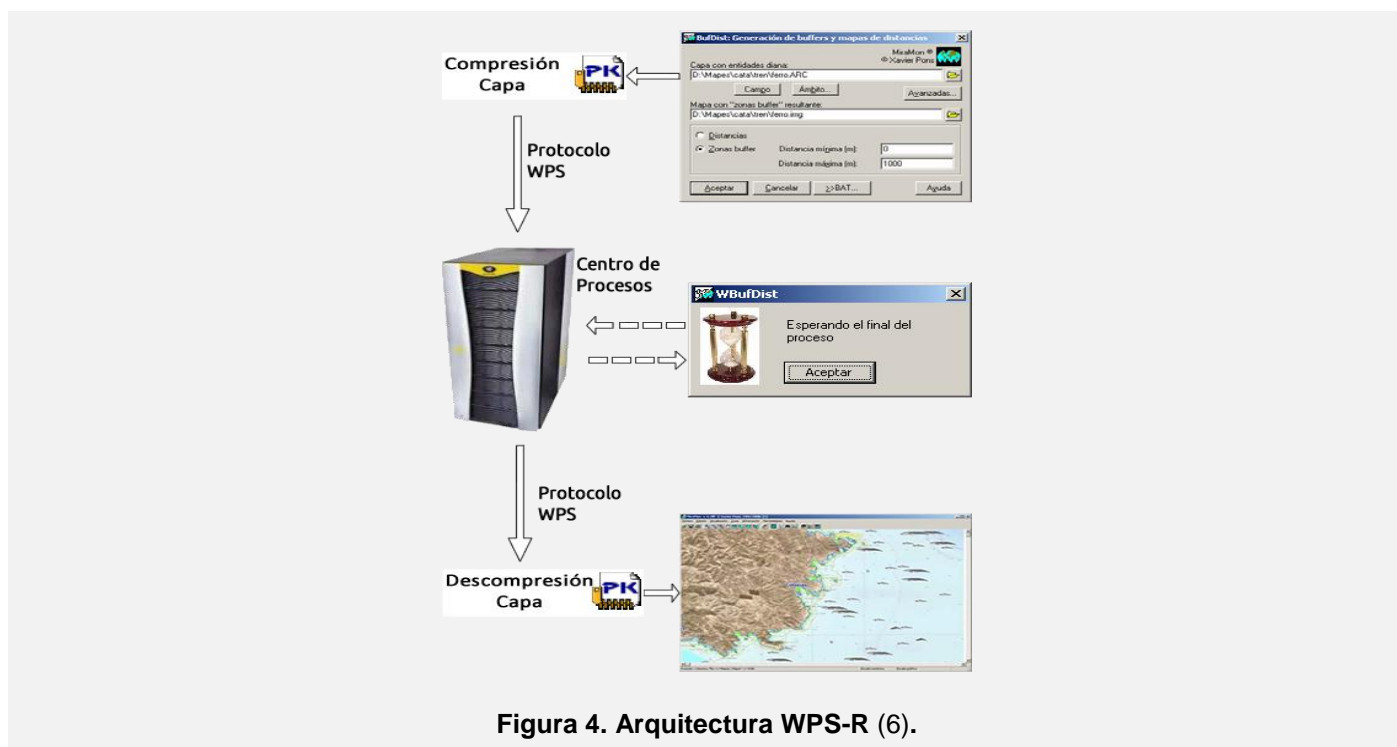 BufDist: Generación de buffers y mapas de distancias
MiraMon ®
© Xavier Pons
Capa con entidades diana:
D:\Mapes\cata\tren\ferro.ARC
Campo
Ámbito...
Avanzadas...
Mapa con "zonas buffer" resultante:
D:\Mapes\cata\tren\ferro.img
Distancias
Zonas buffer
Distancia mínima (m):
0
Distancia máxima (m):
1000
Aceptar
Cancelar
>>BAT...
Ayuda
Compresión
Capa
PK
Protocolo
WPS
Centro de
Procesos
WBufDist
Esperando el final del
proceso
Aceptar
Protocolo
WPS
Descompresión
Capa
PK
Figura 4. Arquitectura WPS-R (6).